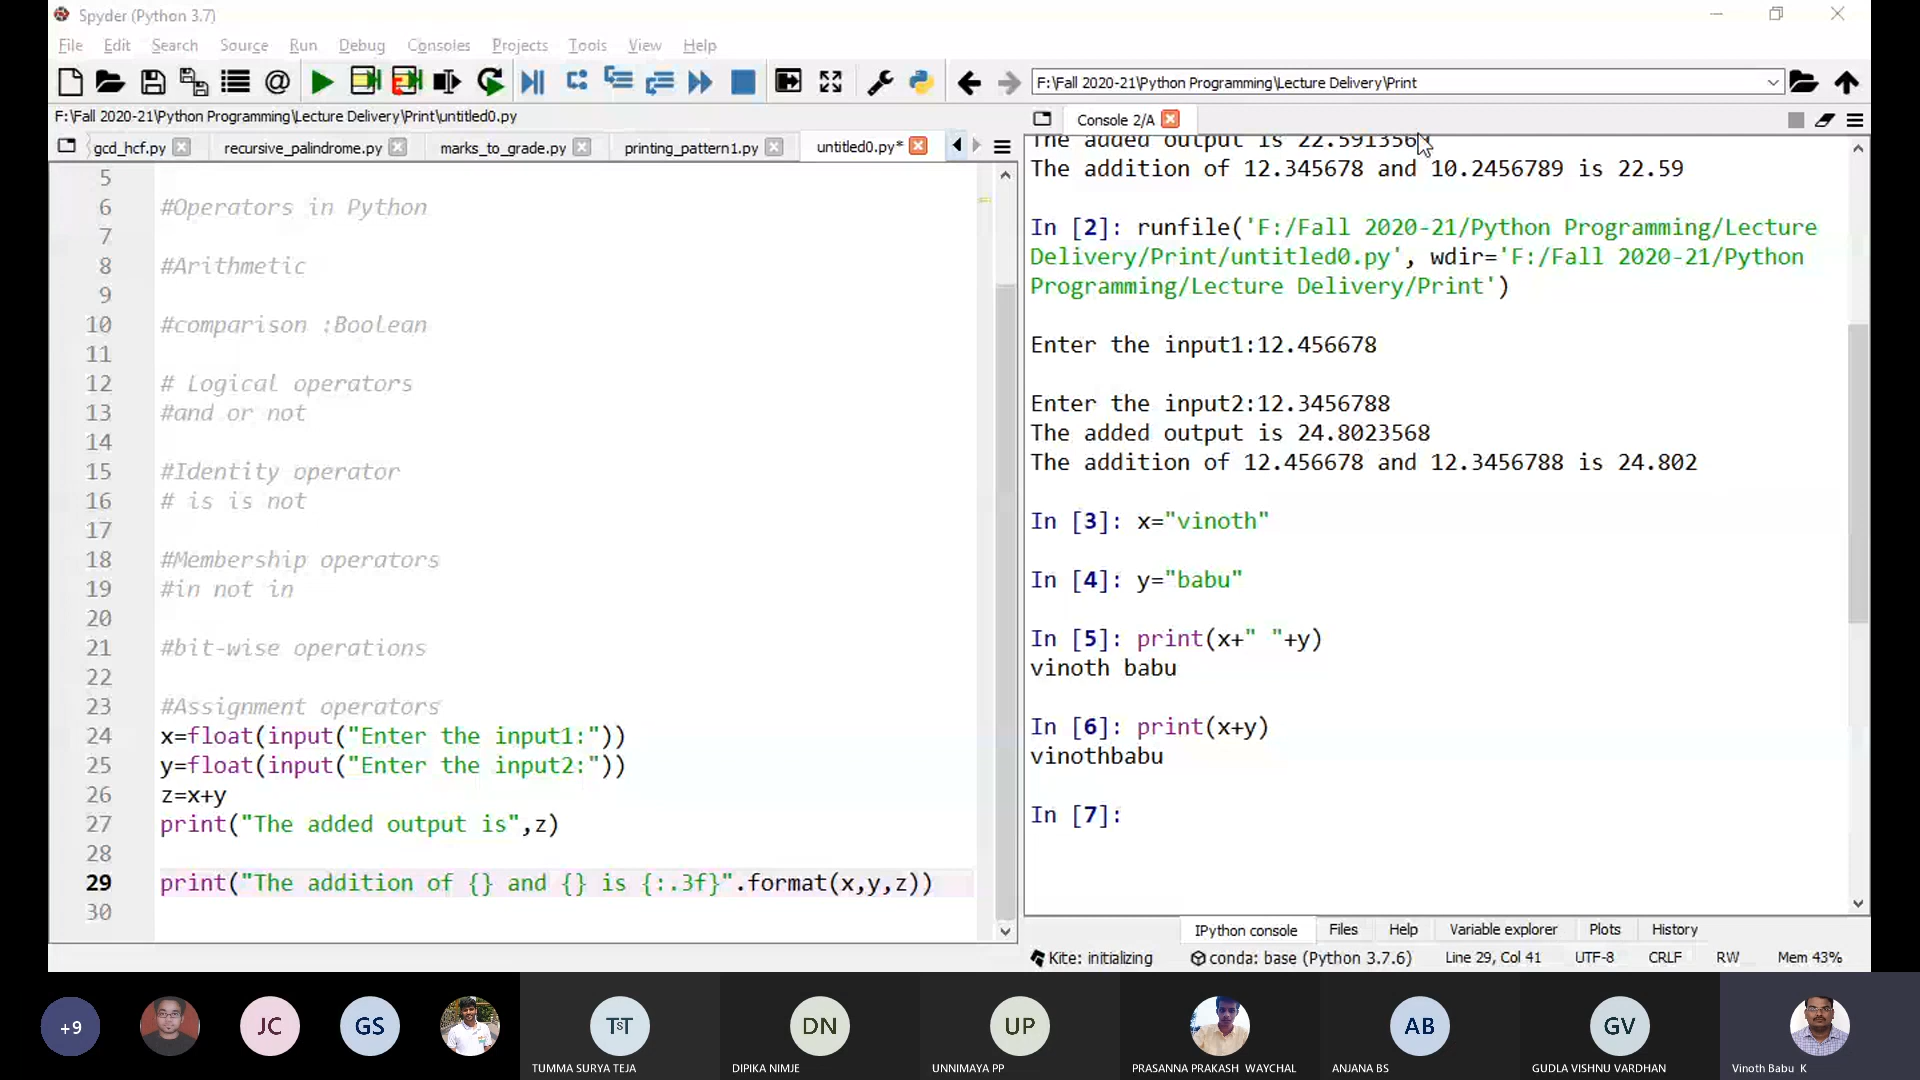 Spyder (Python 3.7)
File Edit Search Source Run Debug Consoles Projects Tools View Help
F:\Fall 2020-21\Python Programming\Lecture Delivery\Print
F:\Fall 2020-21\Python Programming\Lecture Delivery\Print\untitled0.py
gcd_hcf.py recursive_palindrome.py marks_to_grade.py printing_pattern1.py untitled0.py*
5
6 #Operators in Python
7
8 #Arithmetic
9
10 #comparison :Boolean
11
12 # Logical operators
13 #and or not
14
15 #Identity operator
16 # is is not
17
18 #Membership operators
19 #in not in
20
21 #bit-wise operations
22
23 #Assignment operators
24 x=float(input("Enter the input1:"))
25 y=float(input("Enter the input2:"))
26 z=x+y
27 print("The added output is",z)
28
29 print("The addition of {} and {} is {:.3f}".format(x,y,z))
30
Console 2/A
The added output is 22.591356
The addition of 12.345678 and 10.2456789 is 22.59
In [2]: runfile('F:/Fall 2020-21/Python Programming/Lecture
Delivery/Print/untitled0.py', wdir='F:/Fall 2020-21/Python
Programming/Lecture Delivery/Print')
Enter the input1:12.456678
Enter the input2:12.3456788
The added output is 24.8023568
The addition of 12.456678 and 12.3456788 is 24.802
In [3]: x="vinoth"
In [4]: y="babu"
In [5]: print(x+" "+y)
vinoth babu
In [6]: print(x+y)
vinothbabu
In [7]:
IPython console Files Help Variable explorer Plots History
Kite: initializing conda: base (Python 3.7.6) Line 29, Col 41 UTF-8 CRLF RW Mem 43%
+9 JC GS TST DN UP AB GV
TUMMA SURYA TEJA DIPIKA NIMJE UNNIMAYA PP PRASANNA PRAKASH WAYCHAL ANJANA BS GUDLA VISHNU VARDHAN Vinoth Babu K